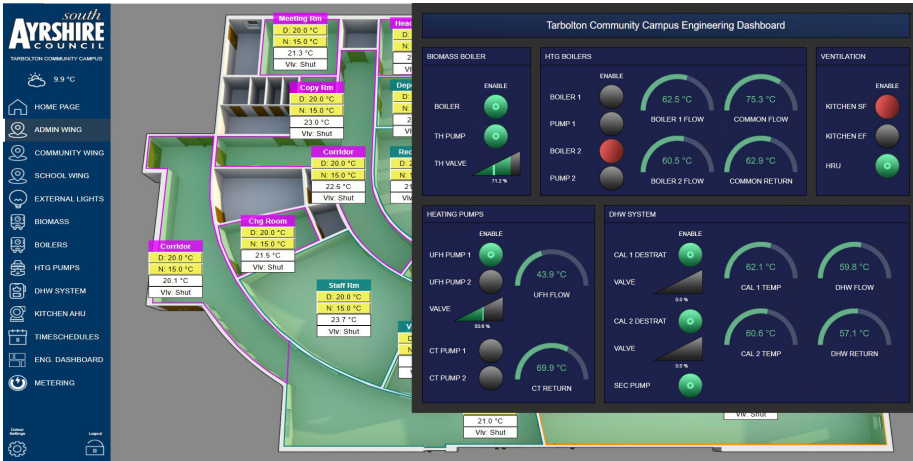 south
AYRSHIRE
COUNCIL
TARBOLTON COMMUNITY CAMPUS
9.9 °C
HOME PAGE
ADMIN WING
COMMUNITY WING
SCHOOL WING
EXTERNAL LIGHTS
BIOMASS
BOILERS
HTG PUMPS
DHW SYSTEM
KITCHEN AHU
TIMESCHEDULES
ENG. DASHBOARD
METERING
Colour
Settings
Logout
Meeting Rm
D: 20.0 °C
N: 15.0 °C
21.3 °C
Vlv: Shut
Copy Rm
D: 20.0 °C
N: 15.0 °C
23.0 °C
Vlv: Shut
Corridor
D: 20.0 °C
N: 15.0 °C
22.6 °C
Vlv: Shut
Chg Room
D: 20.0 °C
N: 15.0 °C
21.5 °C
Vlv: Shut
Corridor
D: 20.0 °C
N: 15.0 °C
20.1 °C
Vlv: Shut
Staff Rm
D: 20.0 °C
N: 15.0 °C
23.7 °C
Vlv: Shut
21.0 °C
Vlv: Shut
Vlv: Shut
Tarbolton Community Campus Engineering Dashboard
BIOMASS BOILER
ENABLE
BOILER
TH PUMP
TH VALVE
71.2 %
HTG BOILERS
ENABLE
BOILER 1
PUMP 1
BOILER 2
PUMP 2
62.5 °C
BOILER 1 FLOW
75.3 °C
COMMON FLOW
60.5 °C
BOILER 2 FLOW
62.9 °C
COMMON RETURN
VENTILATION
ENABLE
KITCHEN SF
KITCHEN EF
HRU
HEATING PUMPS
ENABLE
UFH PUMP 1
UFH PUMP 2
VALVE
50.8 %
CT PUMP 1
CT PUMP 2
43.9 °C
UFH FLOW
69.9 °C
CT RETURN
DHW SYSTEM
ENABLE
CAL 1 DESTRAT
VALVE
0.0 %
CAL 2 DESTRAT
VALVE
0.0 %
SEC PUMP
62.1 °C
CAL 1 TEMP
59.8 °C
DHW FLOW
60.6 °C
CAL 2 TEMP
57.1 °C
DHW RETURN